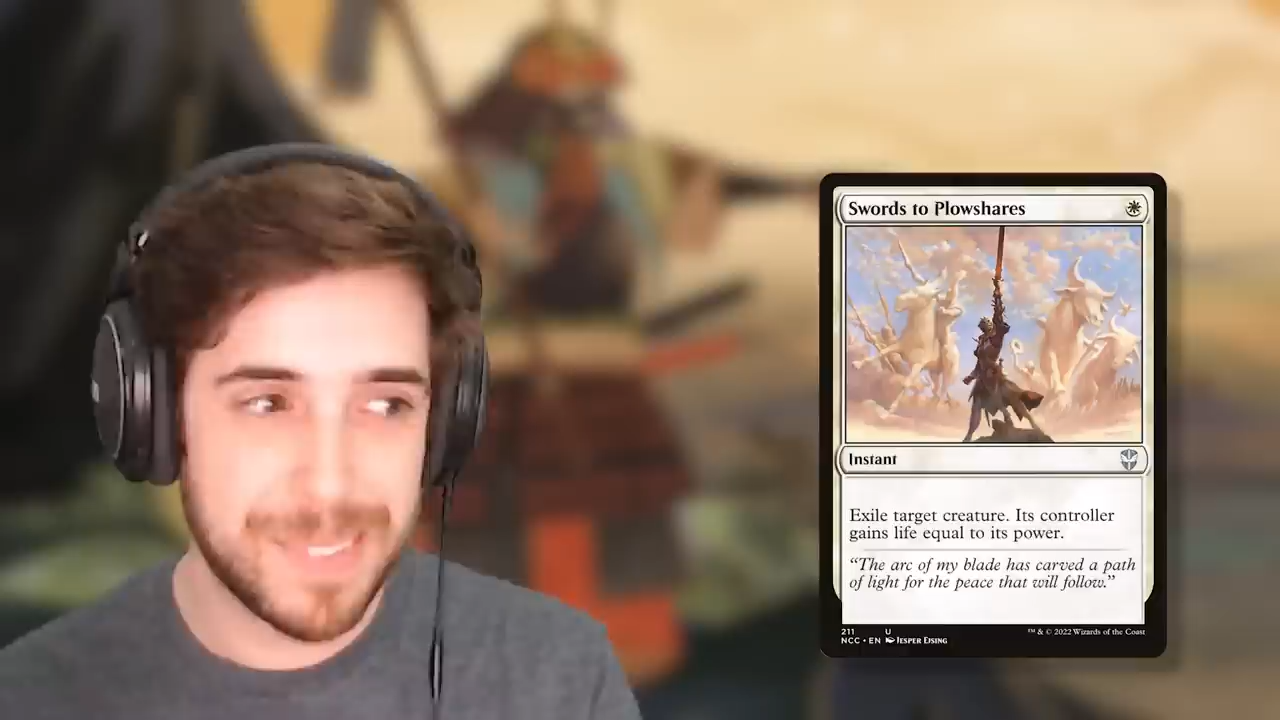 Swords to Plowshares
Instant
Exile target creature. Its controller
gains life equal to its power.
“The arc of my blade has carved a path
of light for the peace that will follow.”
211 U
NCC • EN Jesper Ejsing
™ & © 2022 Wizards of the Coast